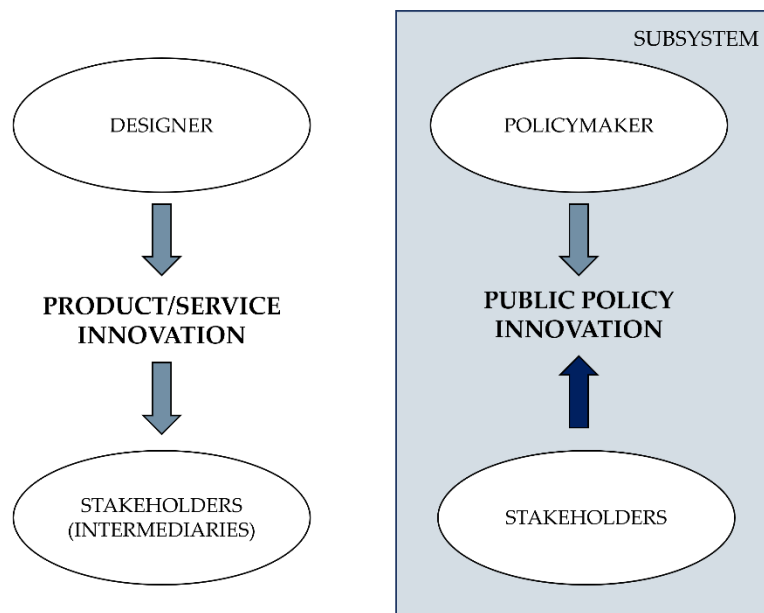 SUBSYSTEM
DESIGNER
POLICYMAKER
PRODUCT/SERVICE
INNOVATION
PUBLIC POLICY
INNOVATION
STAKEHOLDERS
(INTERMEDIARIES)
STAKEHOLDERS